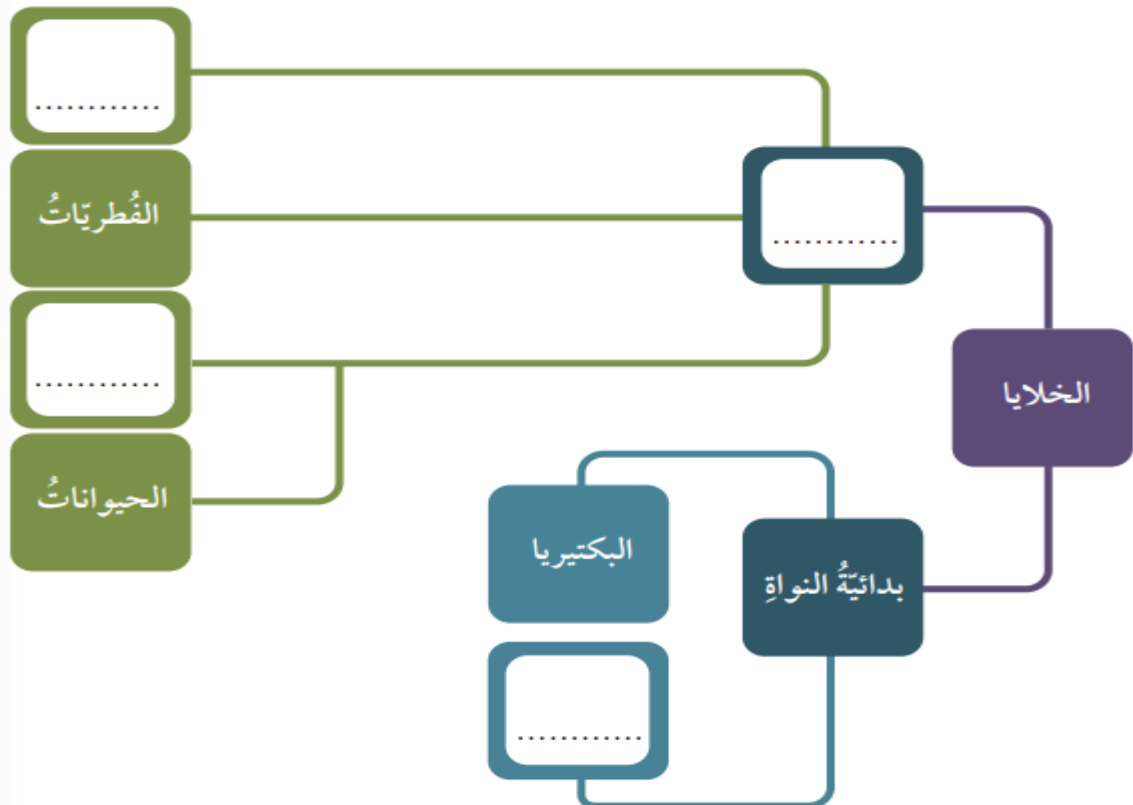 ............
الفُطريّاتُ
............
الخلايا
............
الحيواناتُ
البكتيريا
بدائيّةُ النواةِ
............